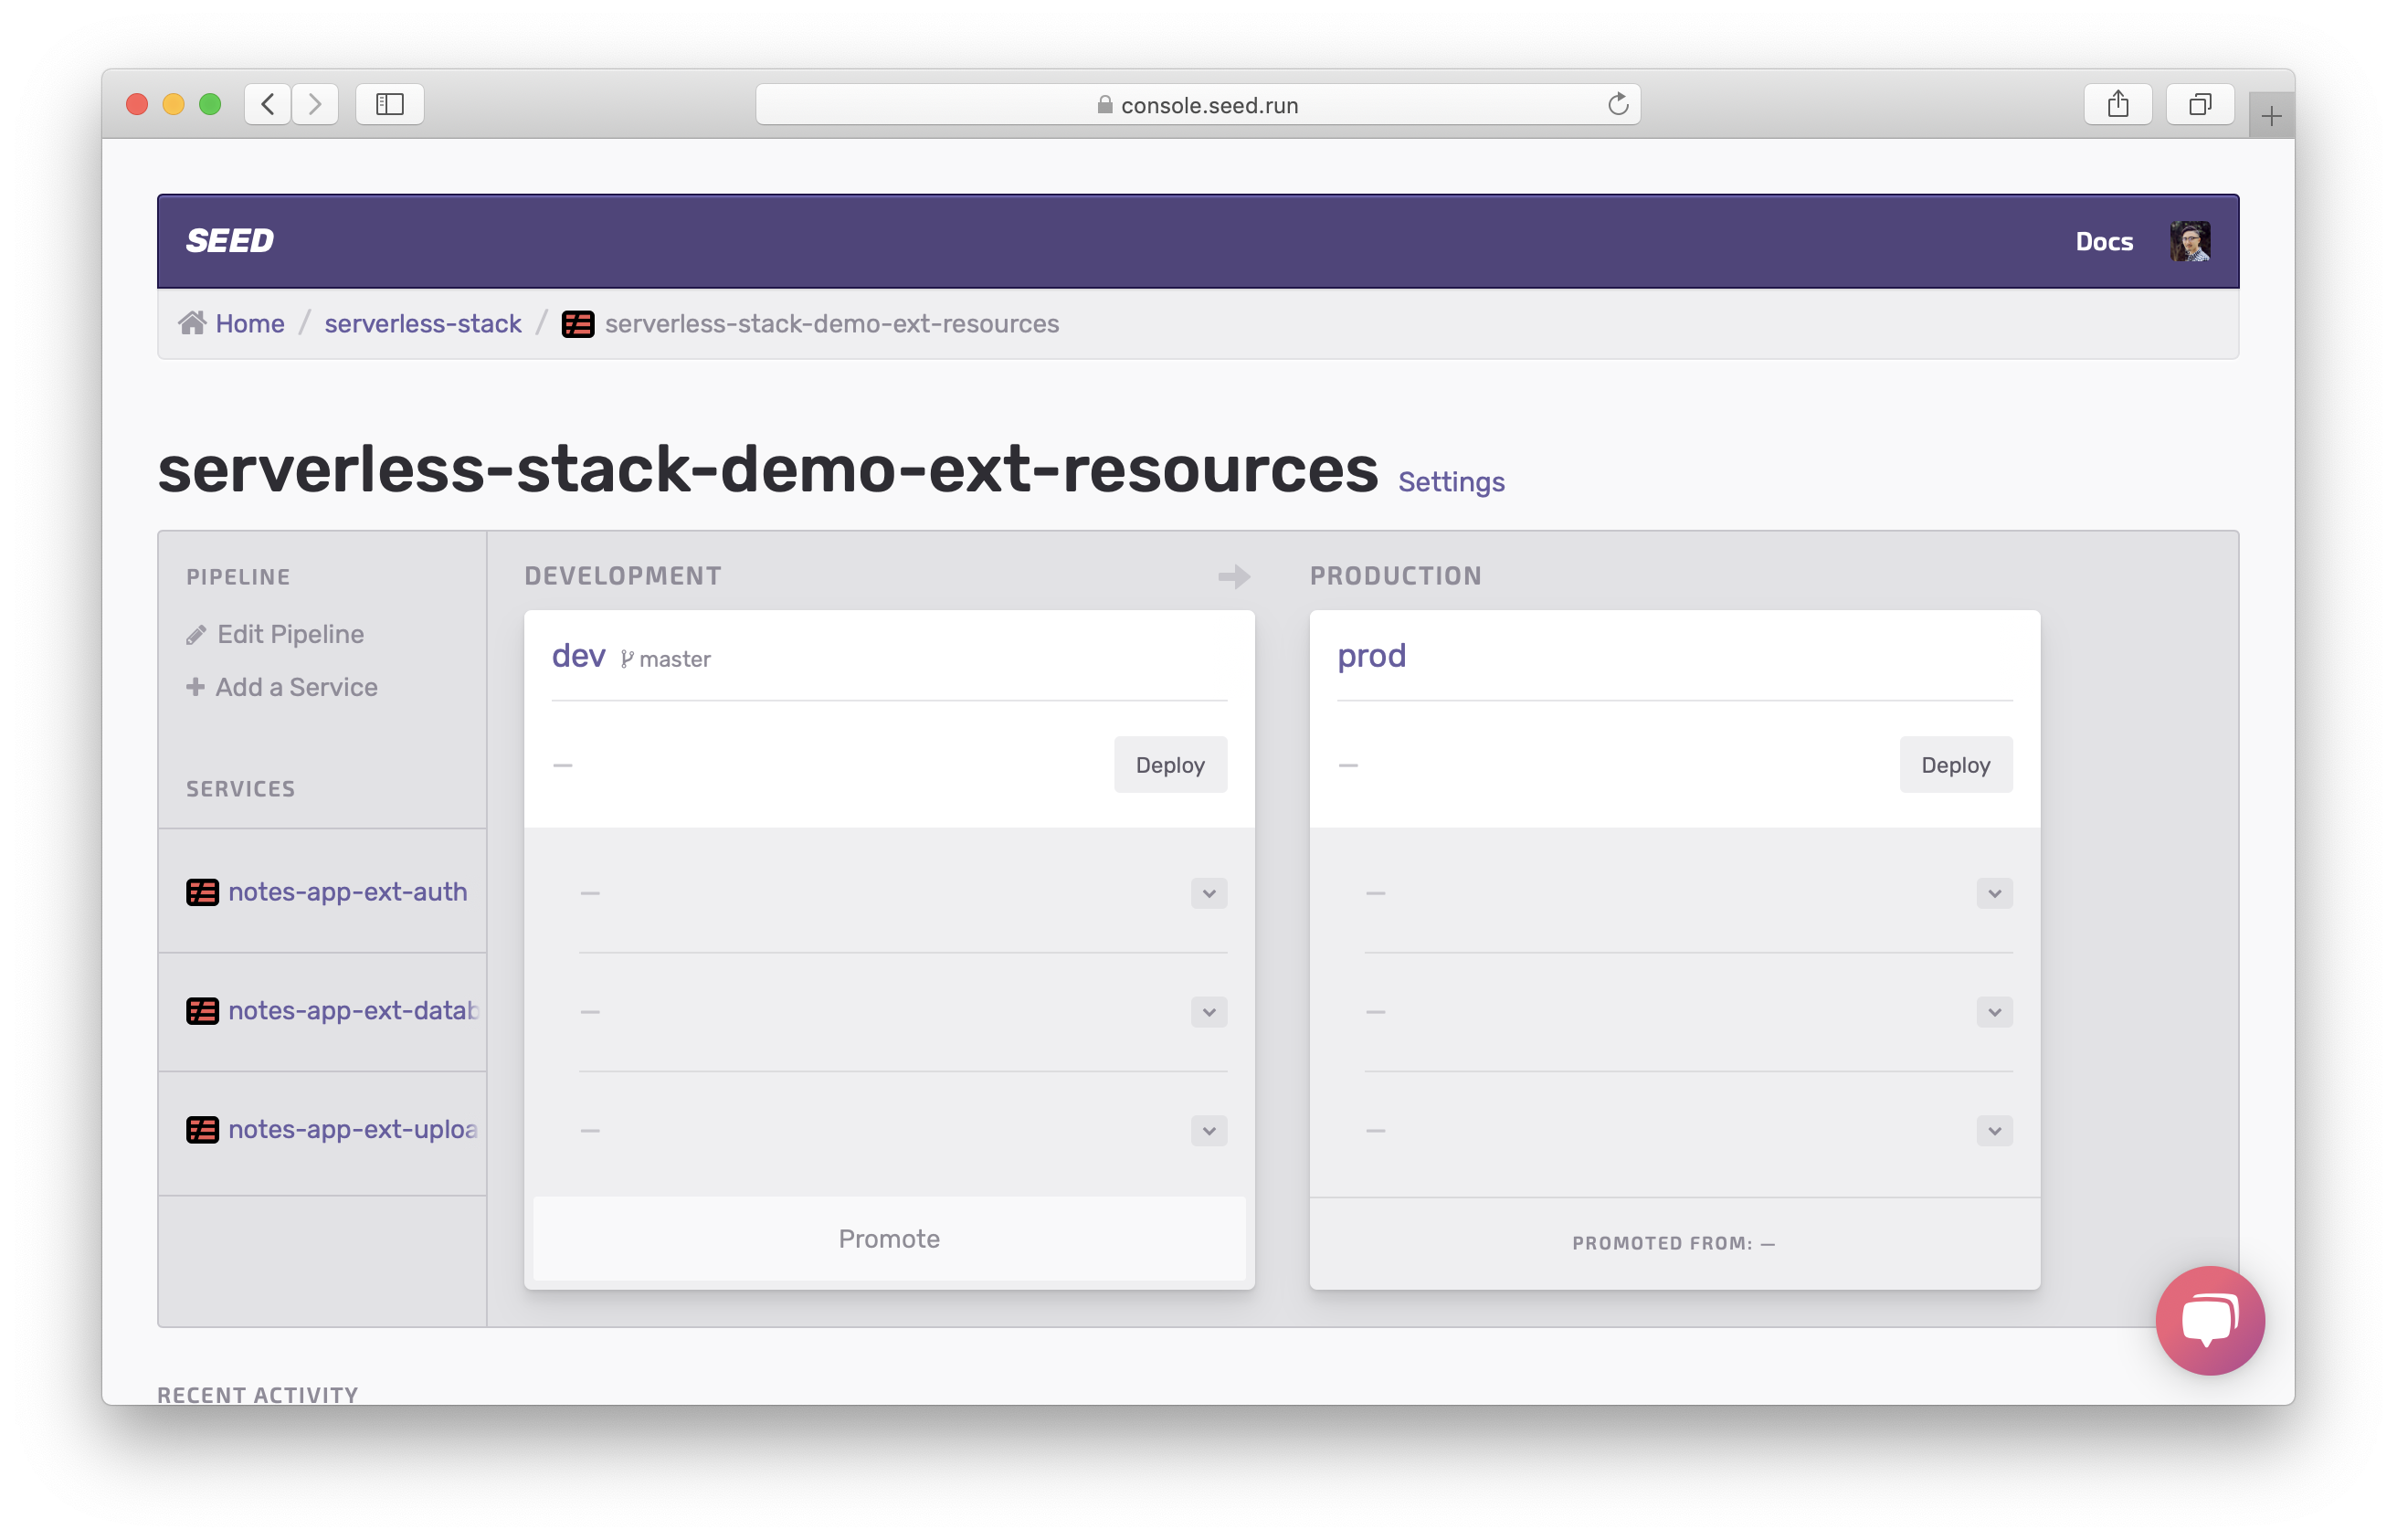 console.seed.run
SEED
Docs
Home / serverless-stack / serverless-stack-demo-ext-resources
serverless-stack-demo-ext-resources Settings
PIPELINE
Edit Pipeline
Add a Service
SERVICES
notes-app-ext-auth
notes-app-ext-datab
notes-app-ext-uploa
DEVELOPMENT
dev master
— Deploy
—
—
—
Promote
PRODUCTION
prod
— Deploy
—
—
—
PROMOTED FROM: —
RECENT ACTIVITY